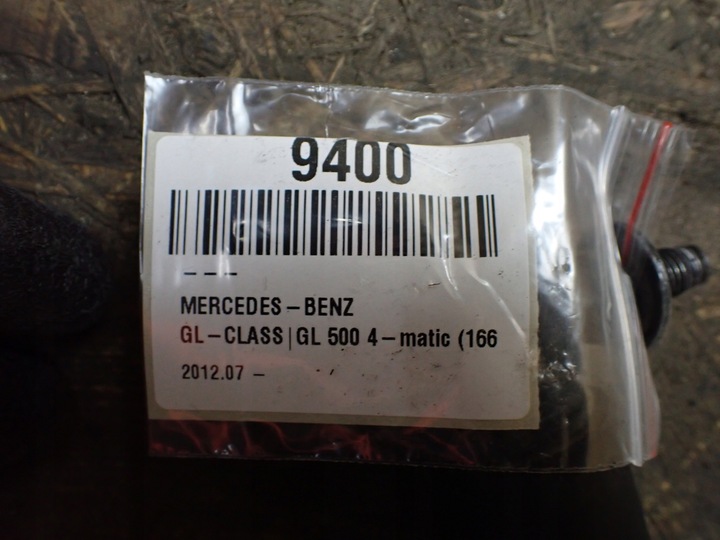 9400
---
MERCEDES-BENZ
GL-CLASS|GL 500 4-matic (166
2012.07 -